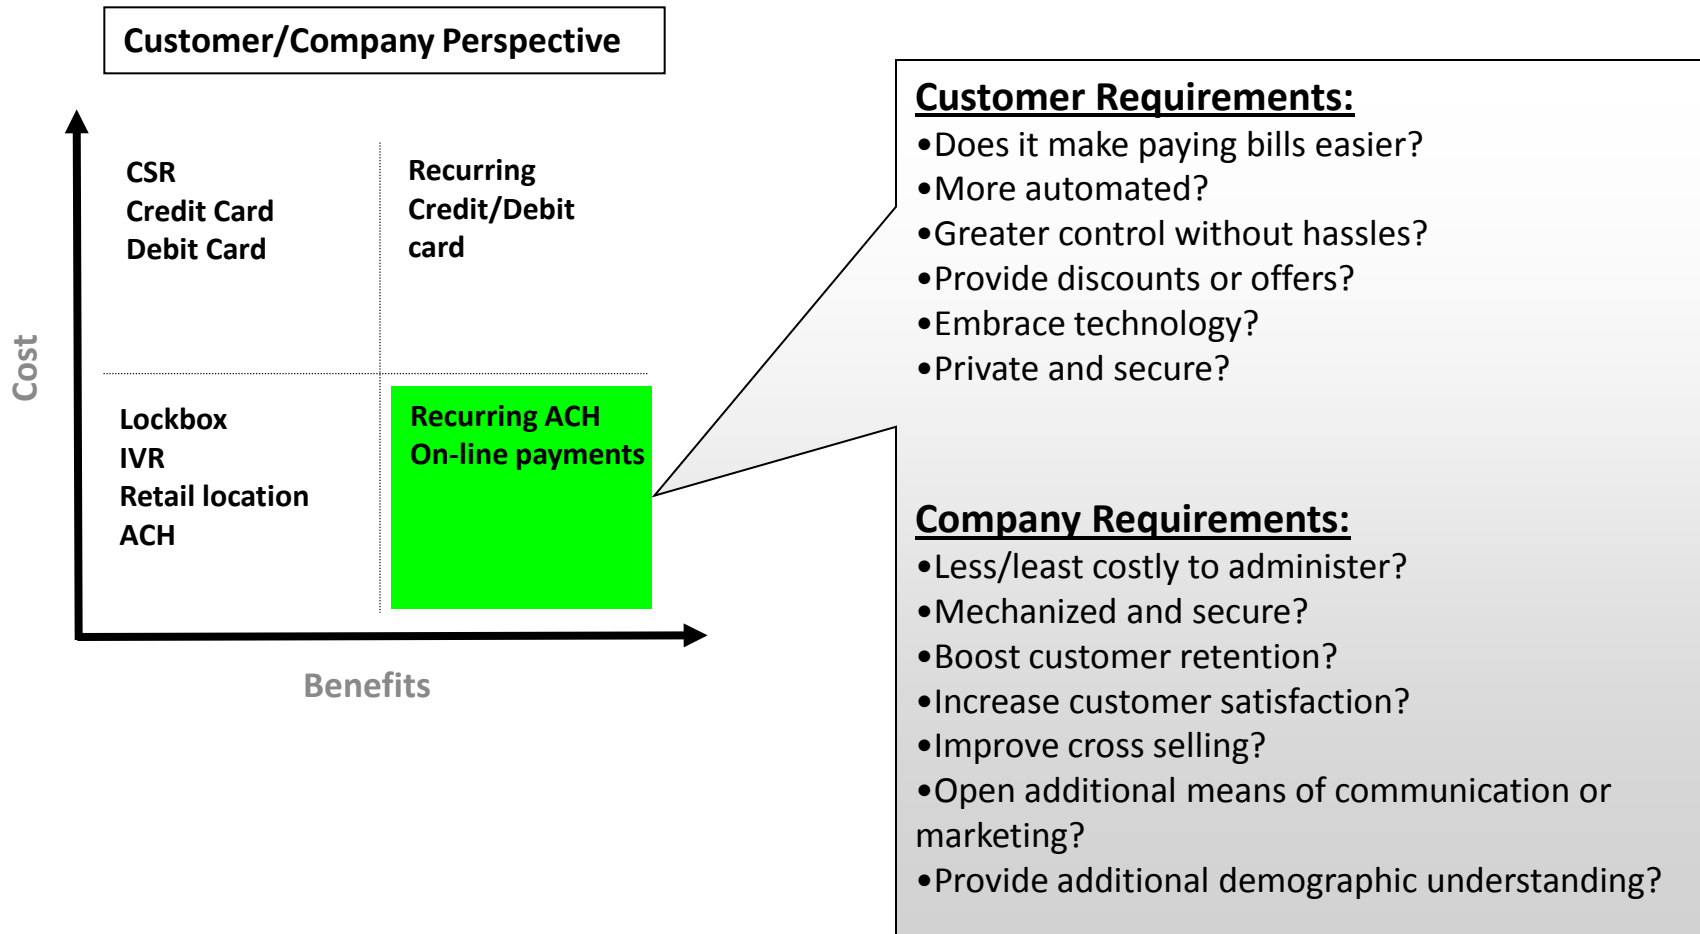 Customer/Company Perspective
Cost
CSR
Credit Card
Debit Card
Recurring
Credit/Debit
card
Lockbox
IVR
Retail location
ACH
Recurring ACH
On-line payments
Benefits
Customer Requirements:
•Does it make paying bills easier?
•More automated?
•Greater control without hassles?
•Provide discounts or offers?
•Embrace technology?
•Private and secure?
Company Requirements:
•Less/least costly to administer?
•Mechanized and secure?
•Boost customer retention?
•Increase customer satisfaction?
•Improve cross selling?
•Open additional means of communication or
marketing?
•Provide additional demographic understanding?